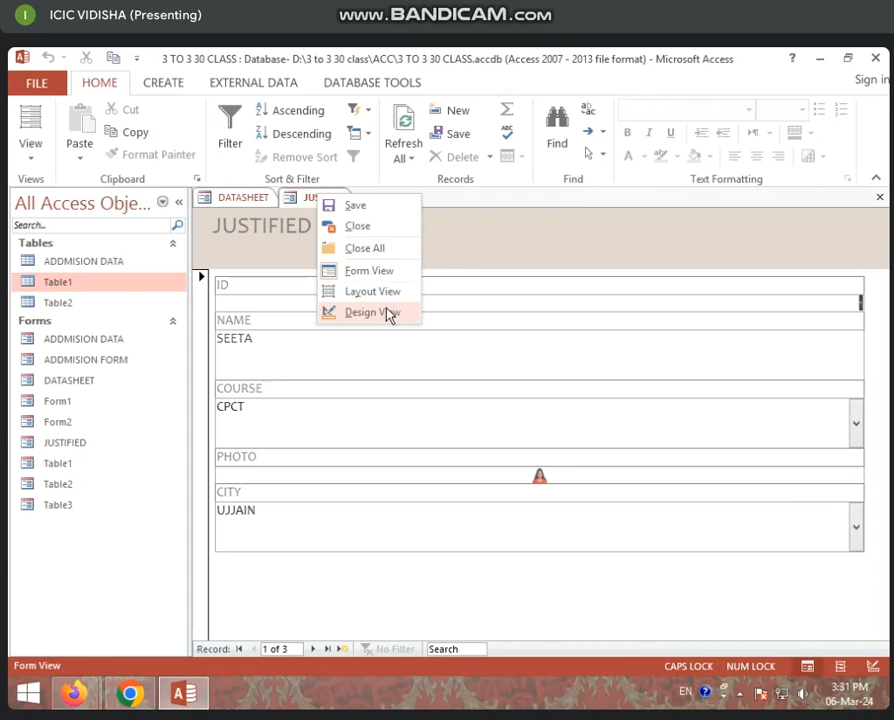 I ICIC VIDISHA (Presenting)
www.BANDICAM.com
3 TO 3 30 CLASS : Database- D:\3 to 3 30 class\ACC\3 TO 3 30 CLASS.accdb (Access 2007 - 2013 file format) - Microsoft Access
?
Sign in
FILE HOME CREATE EXTERNAL DATA DATABASE TOOLS
View
Views
Paste
Cut
Copy
Format Painter
Clipboard
Filter
Ascending
Descending
Remove Sort
Sort & Filter
Refresh
All
New
Save
Delete
Records
Find
Find
B I U
A
Text Formatting
All Access Obje...
Search...
Tables
ADDMISION DATA
Table1
Table2
Forms
ADDMISION DATA
ADDMISION FORM
DATASHEET
Form1
Form2
JUSTIFIED
Table1
Table2
Table3
DATASHEET
JUS
JUSTIFIED
Save
Close
Close All
Form View
Layout View
Design View
ID
NAME
SEETA
COURSE
CPCT
PHOTO
CITY
UJJAIN
Record: 1 of 3 No Filter Search
Form View
CAPS LOCK NUM LOCK
EN
3:31 PM
06-Mar-24